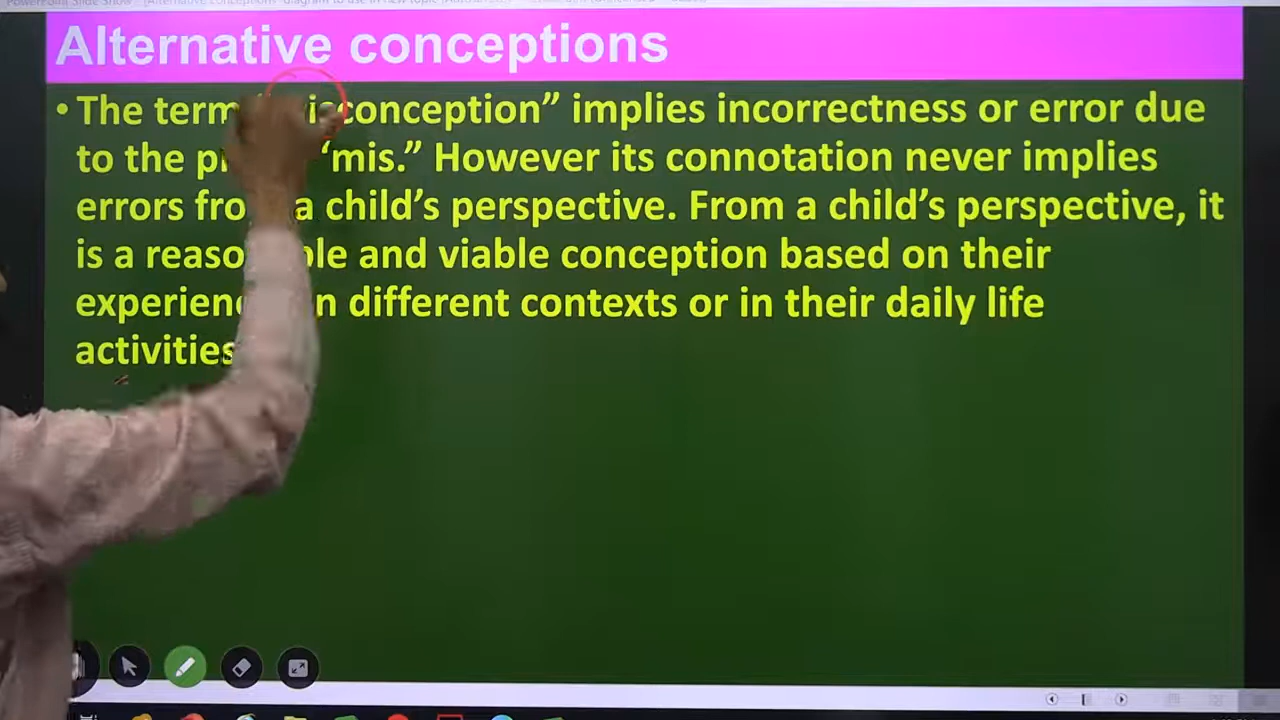 Alternative conceptions
• The term conception” implies incorrectness or error due
to the ‘mis.” However its connotation never implies
errors a child’s perspective. From a child’s perspective, it
is a and viable conception based on their
different contexts or in their daily life
activities